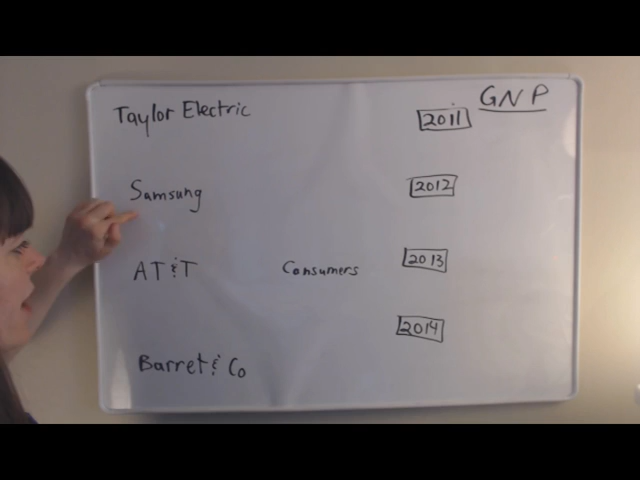 GNP
Taylor Electric
2011
Samsung
2012
AT&T
Consumers
2013
2014
Barret & Co